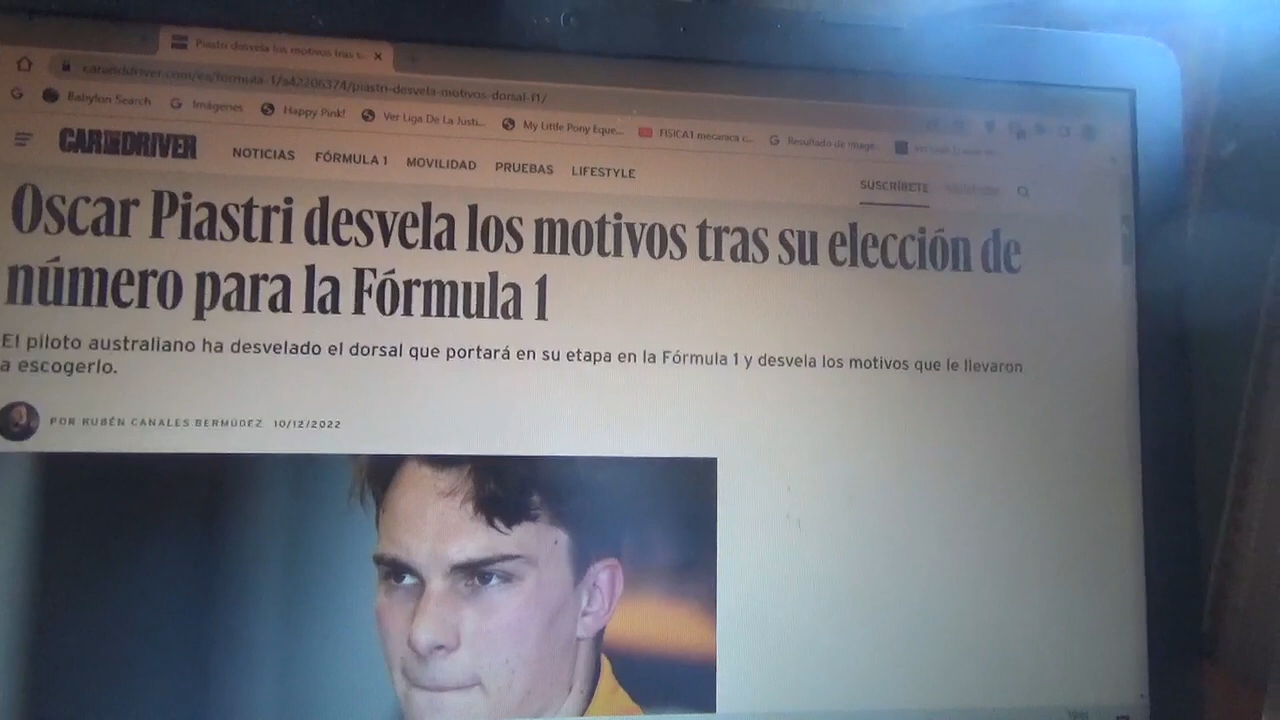 Piastri desvela los motivos tras s...
caranddriver.com/es/formula-1/a42206374/piastri-desvela-motivos-dorsal-f1/
Babylon Search Imágenes Happy Pink! Ver Liga De La Justi... My Little Pony Eque... FISICA1 mecanica c... Resultado de image...
CAR AND DRIVER NOTICIAS FÓRMULA 1 MOVILIDAD PRUEBAS LIFESTYLE SUSCRÍBETE
Oscar Piastri desvela los motivos tras su elección de
número para la Fórmula 1
El piloto australiano ha desvelado el dorsal que portará en su etapa en la Fórmula 1 y desvela los motivos que le llevaron
a escogerlo.
POR RUBÉN CANALES BERMÚDEZ 10/12/2022